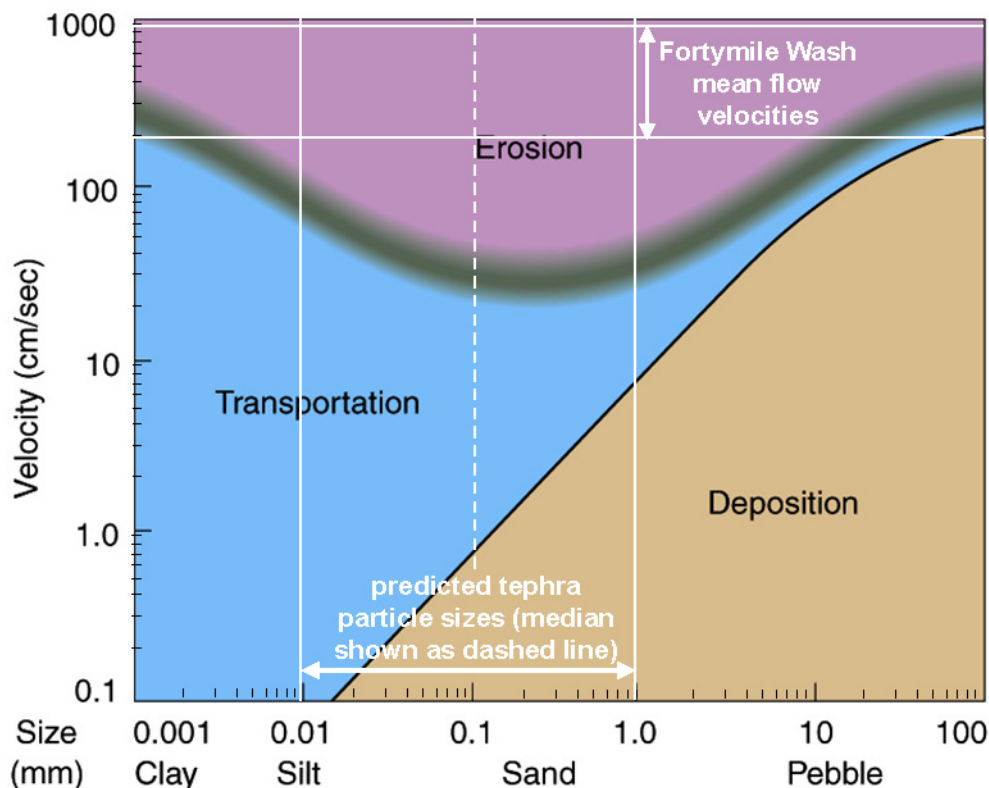 1000
Fortymile Wash
mean flow
velocities
Erosion
100
Velocity (cm/sec)
10
Transportation
Deposition
1.0
predicted tephra
particle sizes (median
shown as dashed line)
0.1
Size 0.001 0.01 0.1 1.0 10 100
(mm) Clay Silt Sand Pebble